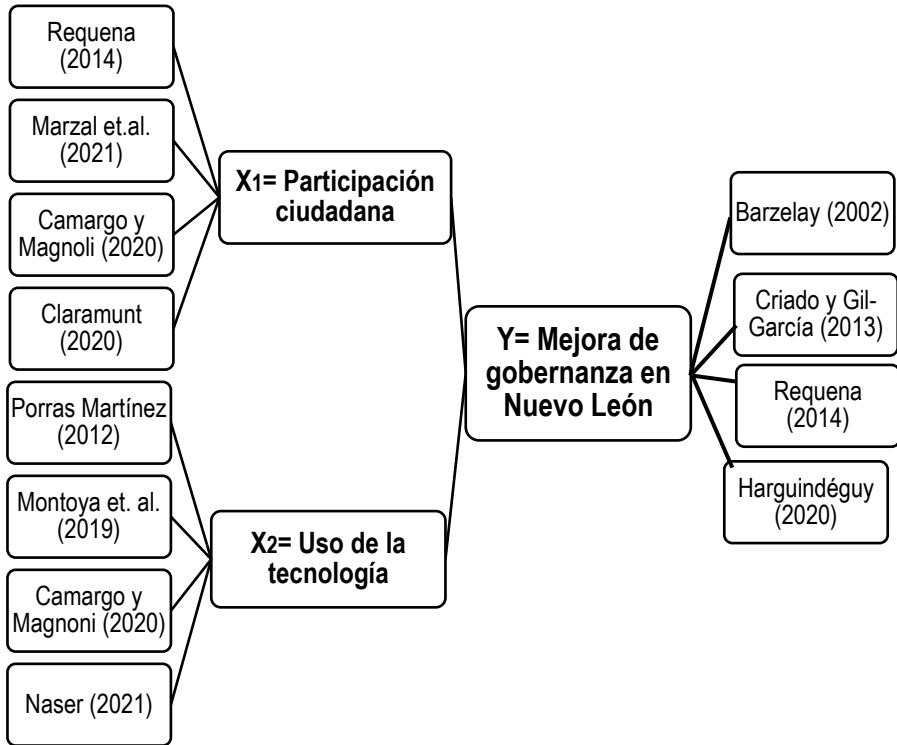 Requena
(2014)
Marzal et.al.
(2021)
Camargo y
Magnoli (2020)
Claramunt
(2020)
Porras Martínez
(2012)
Montoya et. al.
(2019)
Camargo y
Magnoni (2020)
Naser (2021)
X1= Participación
ciudadana
X2= Uso de la
tecnología
Y= Mejora de
gobernanza en
Nuevo León
Barzelay (2002)
Criado y Gil-
García (2013)
Requena
(2014)
Harguindéguy
(2020)